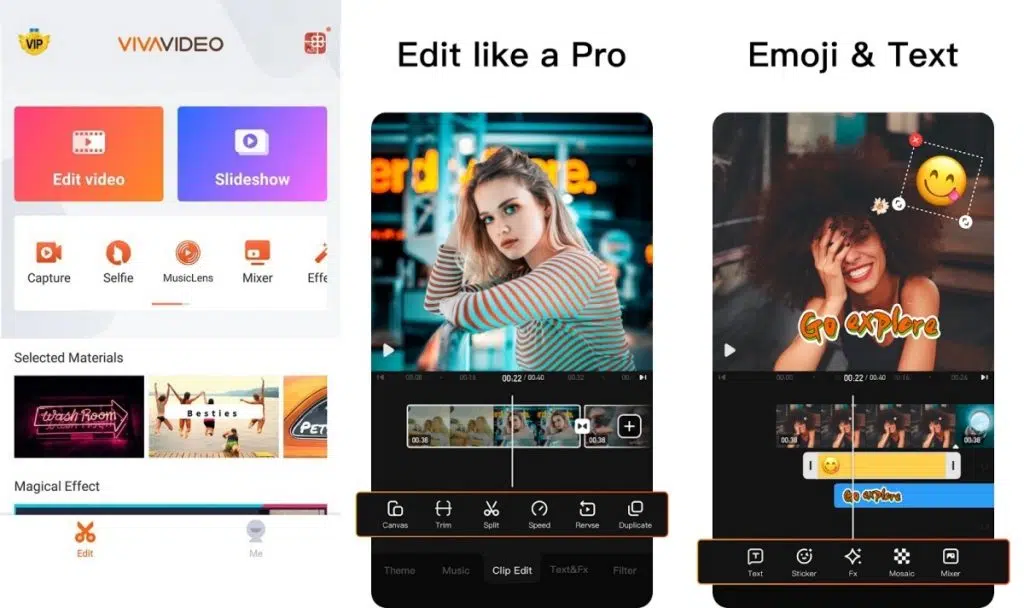 VIP
VIVAVIDEO
Edit video
Slideshow
Capture
Selfie
MusicLens
Mixer
Effe
Selected Materials
Wash Room
Besties
PET
Magical Effect
Edit
Me
Edit like a Pro
00:22 / 00:40
00:38
00:38
Canvas
Trim
Split
Speed
Rervse
Duplicate
Theme
Music
Clip Edit
Text&Fx
Filter
Emoji & Text
Go explore
00:22 / 00:40
00:38
00:38
Go explore
Text
Sticker
Fx
Mosaic
Mixer